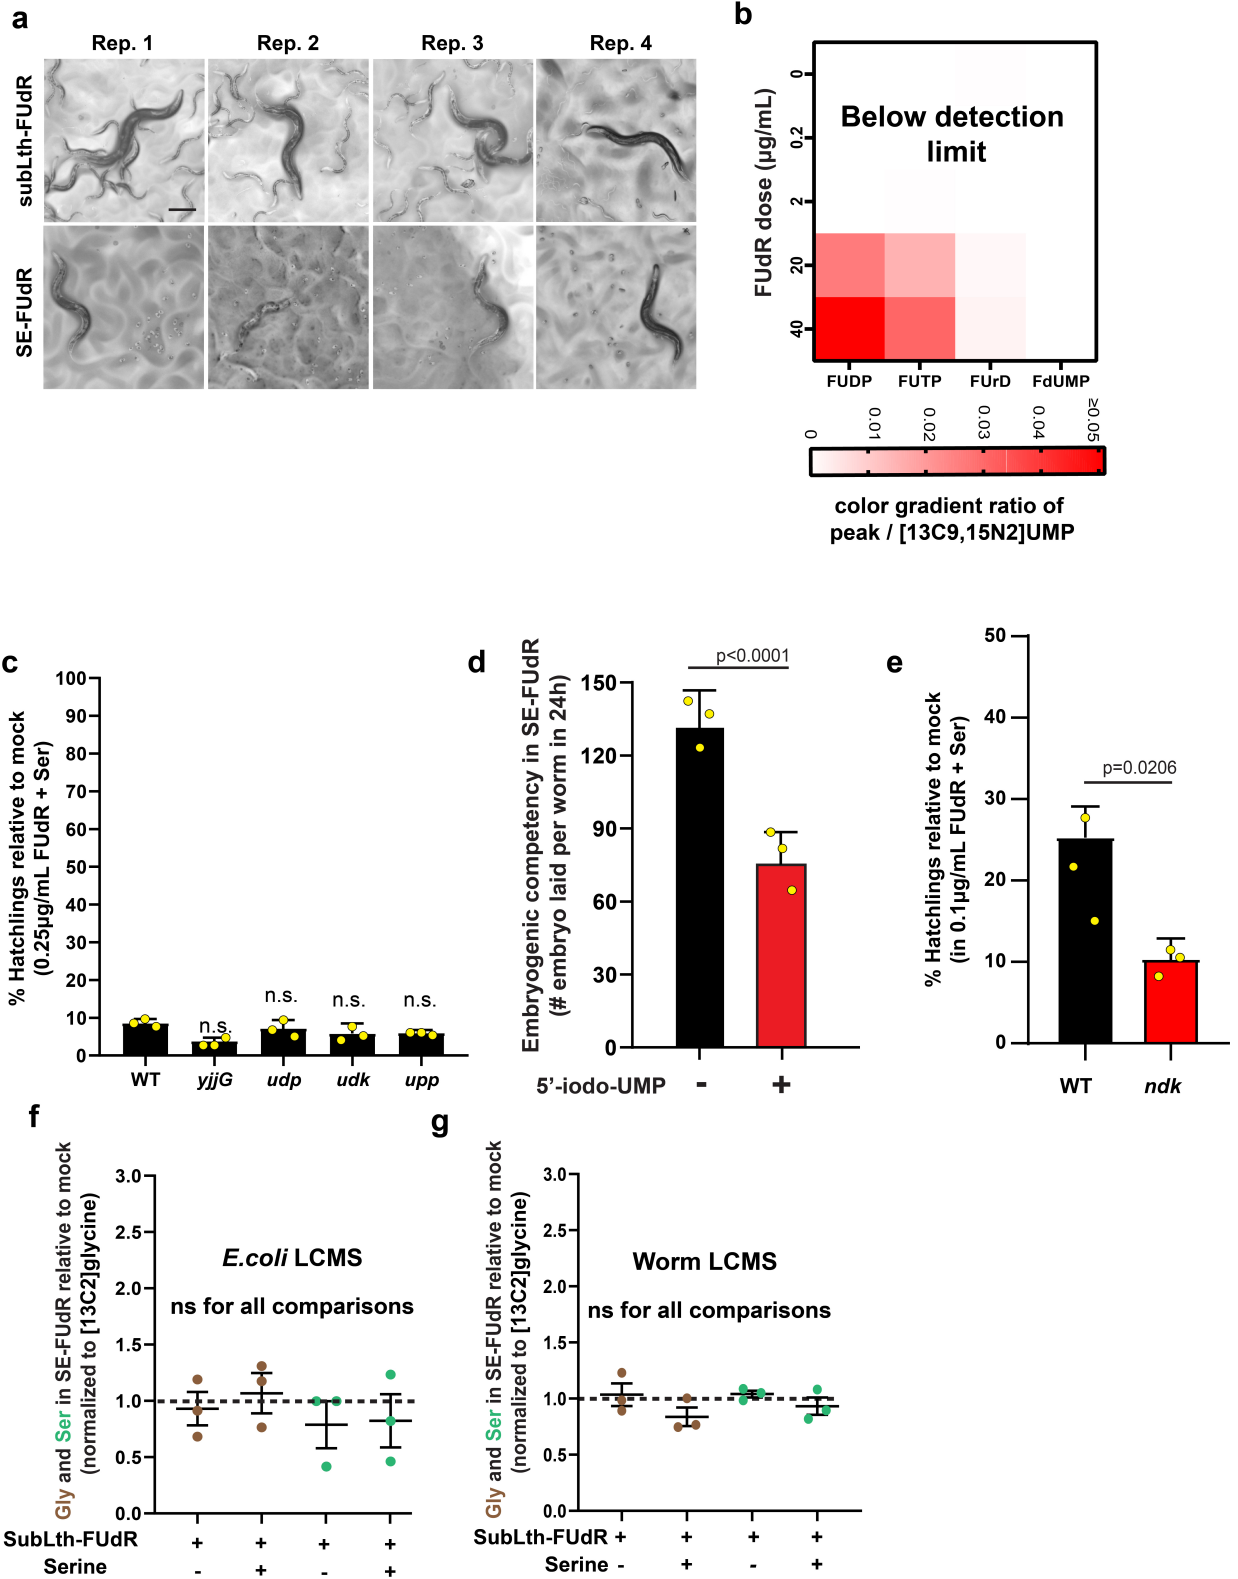 a
Rep. 1
Rep. 2
Rep. 3
Rep. 4
subLth-FUdR
SE-FUdR
b
FUdR dose (µg/mL)
0
0.2
2
20
40
Below detection
limit
FUDP
FUTP
FUrD
FdUMP
0
0.01
0.02
0.03
0.04
≥0.05
color gradient ratio of
peak / [13C9,15N2]UMP
c
% Hatchlings relative to mock
(0.25µg/mL FUdR + Ser)
100
90
80
70
60
50
40
30
20
10
0
n.s.
n.s.
n.s.
n.s.
WT
yjjG
udp
udk
upp
d
Embryogenic competency in SE-FUdR
(# embryo laid per worm in 24h)
150
120
90
60
30
0
p<0.0001
5'-iodo-UMP
-
+
e
% Hatchlings relative to mock
(in 0.1µg/mL FUdR + Ser)
50
40
30
20
10
0
p=0.0206
WT
ndk
f
Gly and Ser in SE-FUdR relative to mock
(normalized to [13C2]glycine)
3.0
2.5
2.0
1.5
1.0
0.5
0.0
E.coli LCMS
ns for all comparisons
SubLth-FUdR + + + +
Serine - + - +
g
Gly and Ser in SE-FUdR relative to mock
(normalized to [13C2]glycine)
3.0
2.5
2.0
1.5
1.0
0.5
0.0
Worm LCMS
ns for all comparisons
SubLth-FUdR + + + +
Serine - + - +